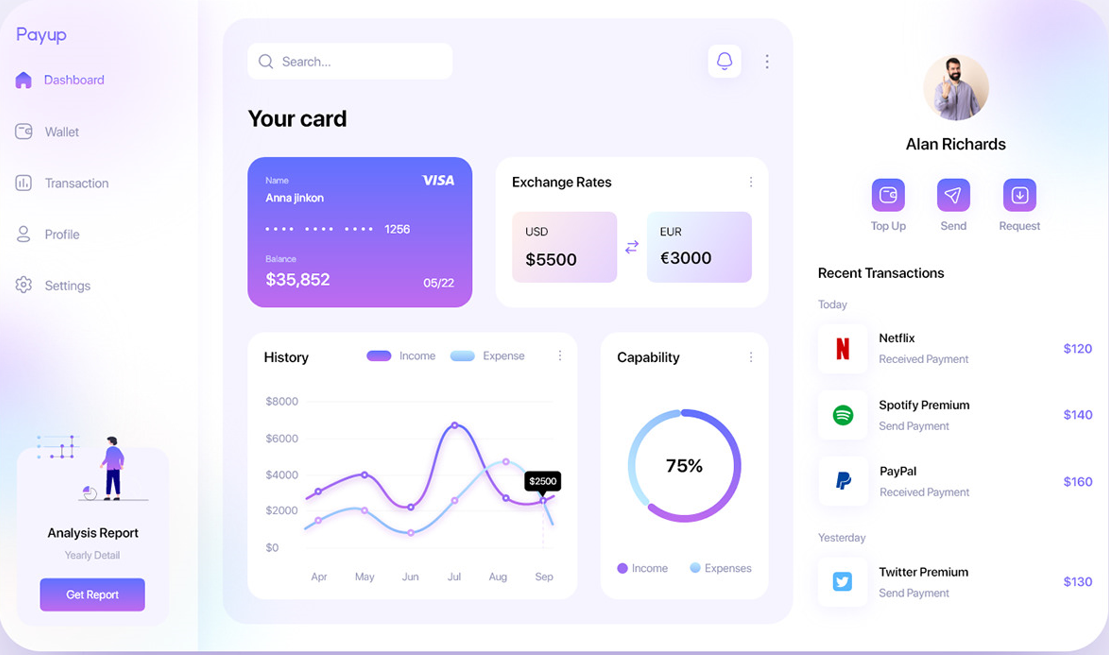 Payup
Dashboard
Wallet
Transaction
Profile
Settings
Analysis Report
Yearly Detail
Get Report
Search...
Your card
Name
VISA
Anna jinkon
•••• •••• •••• 1256
Balance
$35,852
05/22
Exchange Rates
USD
$5500
EUR
€3000
History
Income
Expense
$8000
$6000
$4000
$2000
$0
$2500
Apr May Jun Jul Aug Sep
Capability
75%
Income
Expenses
Alan Richards
Top Up
Send
Request
Recent Transactions
Today
Netflix
Received Payment
$120
Spotify Premium
Send Payment
$140
PayPal
Received Payment
$160
Yesterday
Twitter Premium
Send Payment
$130